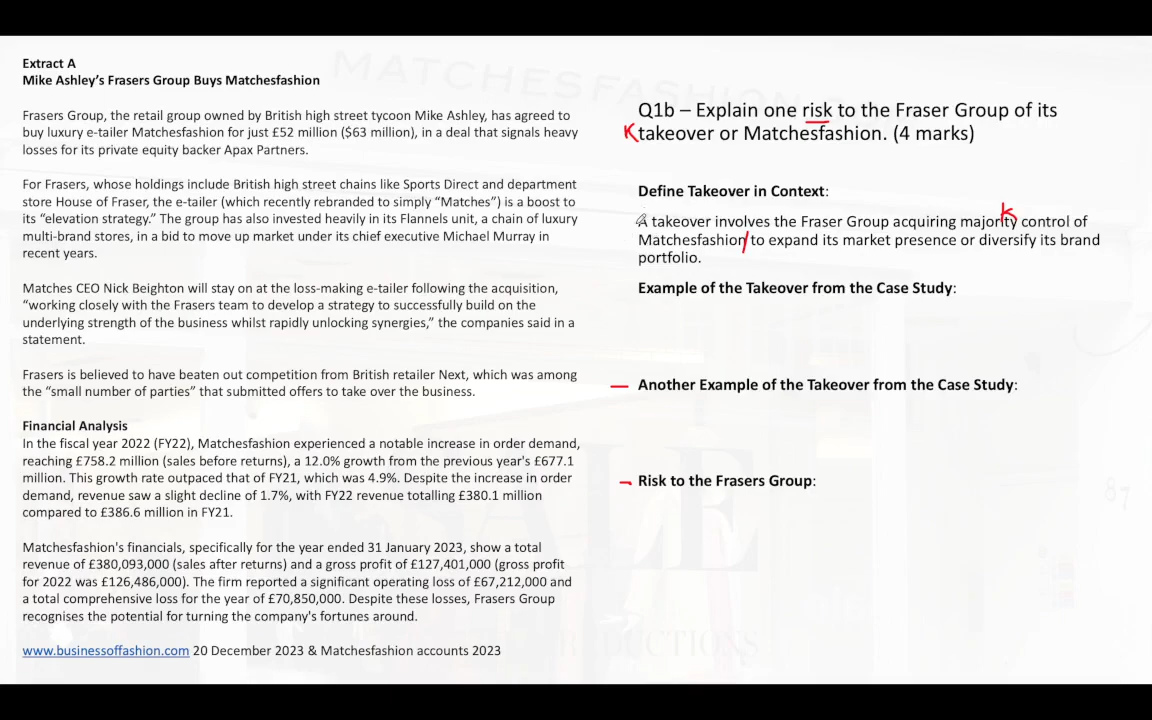 MATCHESFASHION
Extract A
Mike Ashley’s Frasers Group Buys Matchesfashion
Frasers Group, the retail group owned by British high street tycoon Mike Ashley, has agreed to
buy luxury e-tailer Matchesfashion for just £52 million ($63 million), in a deal that signals heavy
losses for its private equity backer Apax Partners.
For Frasers, whose holdings include British high street chains like Sports Direct and department
store House of Fraser, the e-tailer (which recently rebranded to simply “Matches”) is a boost to
its “elevation strategy.” The group has also invested heavily in its Flannels unit, a chain of luxury
multi-brand stores, in a bid to move up market under its chief executive Michael Murray in
recent years.
Matches CEO Nick Beighton will stay on at the loss-making e-tailer following the acquisition,
“working closely with the Frasers team to develop a strategy to successfully build on the
underlying strength of the business whilst rapidly unlocking synergies,” the companies said in a
statement.
Frasers is believed to have beaten out competition from British retailer Next, which was among
the “small number of parties” that submitted offers to take over the business.
Financial Analysis
In the fiscal year 2022 (FY22), Matchesfashion experienced a notable increase in order demand,
reaching £758.2 million (sales before returns), a 12.0% growth from the previous year's £677.1
million. This growth rate outpaced that of FY21, which was 4.9%. Despite the increase in order
demand, revenue saw a slight decline of 1.7%, with FY22 revenue totalling £380.1 million
compared to £386.6 million in FY21.
Matchesfashion's financials, specifically for the year ended 31 January 2023, show a total
revenue of £380,093,000 (sales after returns) and a gross profit of £127,401,000 (gross profit
for 2022 was £126,486,000). The firm reported a significant operating loss of £67,212,000 and
a total comprehensive loss for the year of £70,850,000. Despite these losses, Frasers Group
recognises the potential for turning the company's fortunes around.
www.businessoffashion.com 20 December 2023 & Matchesfashion accounts 2023
Q1b – Explain one risk to the Fraser Group of its
K takeover or Matchesfashion. (4 marks)
Define Takeover in Context:
K
A takeover involves the Fraser Group acquiring majority control of
Matchesfashion to expand its market presence or diversify its brand
portfolio.
Example of the Takeover from the Case Study:
Another Example of the Takeover from the Case Study:
Risk to the Frasers Group:
SALE
87
REDUCTIONS